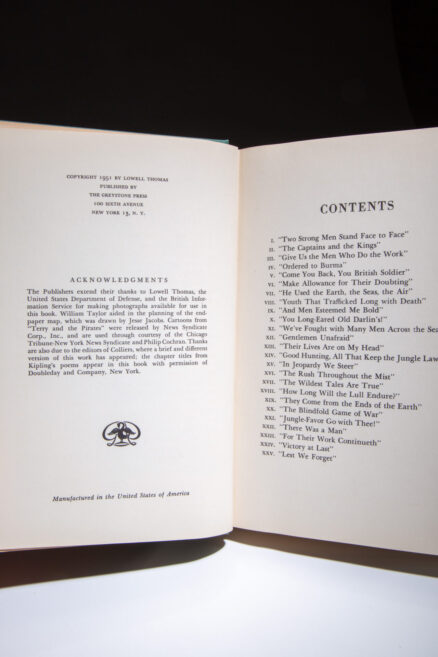 COPYRIGHT 1951 BY LOWELL THOMAS
PUBLISHED BY
THE GREYSTONE PRESS
100 SIXTH AVENUE
NEW YORK 13, N. Y.
ACKNOWLEDGMENTS
The Publishers extend their thanks to Lowell Thomas, the
United States Department of Defense, and the British Infor-
mation Service for making photographs available for use in
this book. William Taylor aided in the planning of the end-
paper map, which was drawn by Jesse Jacobs. Cartoons from
"Terry and the Pirates" were released by News Syndicate
Corp., Inc., and are used through courtesy of the Chicago
Tribune-New York News Syndicate and Philip Cochran. Thanks
are also due to the editors of Colliers, where a brief and different
version of this work has appeared; the chapter titles from
Kipling's poems appear in this book with permission of
Doubleday and Company, New York.
Manufactured in the United States of America
CONTENTS
I. "Two Strong Men Stand Face to Face"
II. "The Captains and the Kings"
III. "Give Us the Men Who Do the Work"
IV. "Ordered to Burma"
V. "Come You Back, You British Soldier"
VI. "Make Allowance for Their Doubting"
VII. "He Used the Earth, the Seas, the Air"
VIII. "Youth That Trafficked Long with Death"
IX. "And Men Esteemed Me Bold"
X. "You Long-Eared Old Darlin's!"
XI. "We've Fought with Many Men Across the Sea
XII. "Gentlemen Unafraid"
XIII. "Their Lives Are on My Head"
XIV. "Good Hunting, All That Keep the Jungle Law
XV. "In Jeopardy We Steer"
XVI. "The Rush Throughout the Mist"
XVII. "The Wildest Tales Are True"
XVIII. "How Long Will the Lull Endure?"
XIX. "They Come from the Ends of the Earth"
XX. "The Blindfold Game of War"
XXI. "Jungle-Favor Go with Thee!"
XXII. "There Was a Man"
XXIII. "For Their Work Continueth"
XXIV. "Victory at Last"
XXV. "Lest We Forget"